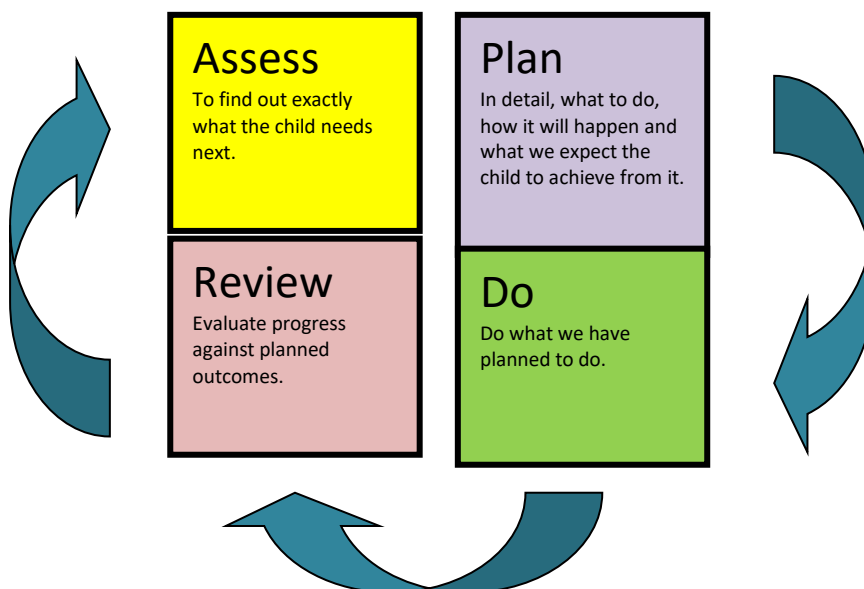 Assess
To find out exactly
what the child needs
next.
Plan
In detail, what to do,
how it will happen and
what we expect the
child to achieve from it.
Review
Evaluate progress
against planned
outcomes.
Do
Do what we have
planned to do.